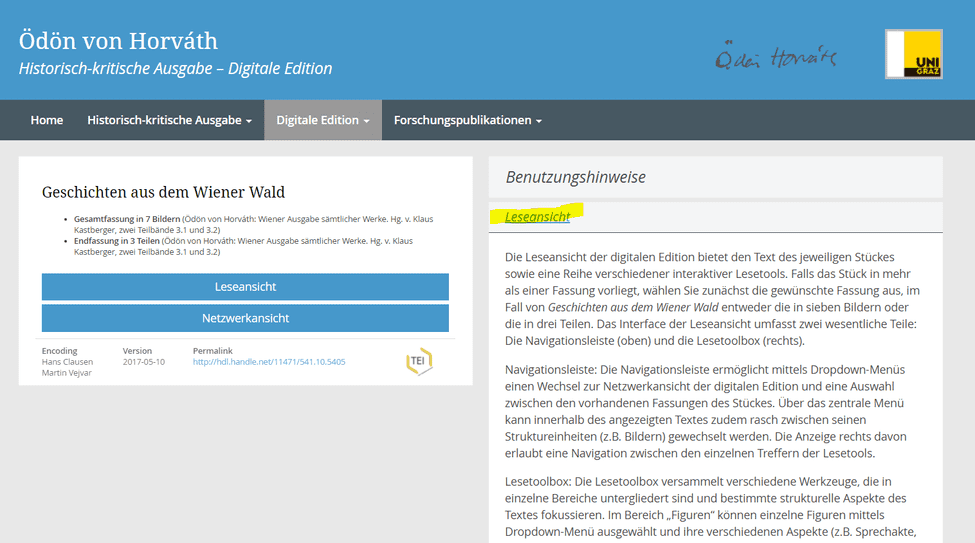 Ödön von Horváth
Historisch-kritische Ausgabe – Digitale Edition
Ödön Horváth
UNI
GRAZ
Home
Historisch-kritische Ausgabe
Digitale Edition
Forschungspublikationen
Geschichten aus dem Wiener Wald
• Gesamtfassung in 7 Bildern (Ödön von Horváth: Wiener Ausgabe sämtlicher Werke. Hg. v. Klaus
Kastberger, zwei Teilbände 3.1 und 3.2)
• Endfassung in 3 Teilen (Ödön von Horváth: Wiener Ausgabe sämtlicher Werke. Hg. v. Klaus
Kastberger, zwei Teilbände 3.1 und 3.2)
Leseansicht
Netzwerkansicht
Encoding
Hans Clausen
Martin Vejvar
Version
2017-05-10
Permalink
http://hdl.handle.net/11471/541.10.5405
TEI
Benutzungshinweise
Leseansicht
Die Leseansicht der digitalen Edition bietet den Text des jeweiligen Stückes
sowie eine Reihe verschiedener interaktiver Lesetools. Falls das Stück in mehr
als einer Fassung vorliegt, wählen Sie zunächst die gewünschte Fassung aus, im
Fall von Geschichten aus dem Wiener Wald entweder die in sieben Bildern oder
die in drei Teilen. Das Interface der Leseansicht umfasst zwei wesentliche Teile:
Die Navigationsleiste (oben) und die Lesetoolbox (rechts).
Navigationsleiste: Die Navigationsleiste ermöglicht mittels Dropdown-Menüs
einen Wechsel zur Netzwerkansicht der digitalen Edition und eine Auswahl
zwischen den vorhandenen Fassungen des Stückes. Über das zentrale Menü
kann innerhalb des angezeigten Textes zudem rasch zwischen seinen
Struktureinheiten (z.B. Bildern) gewechselt werden. Die Anzeige rechts davon
erlaubt eine Navigation zwischen den einzelnen Treffern der Lesetools.
Lesetoolbox: Die Lesetoolbox versammelt verschiedene Werkzeuge, die in
einzelne Bereiche untergliedert sind und bestimmte strukturelle Aspekte des
Textes fokussieren. Im Bereich „Figuren“ können einzelne Figuren mittels
Dropdown-Menü ausgewählt und ihre verschiedenen Aspekte (z.B. Sprechakte,